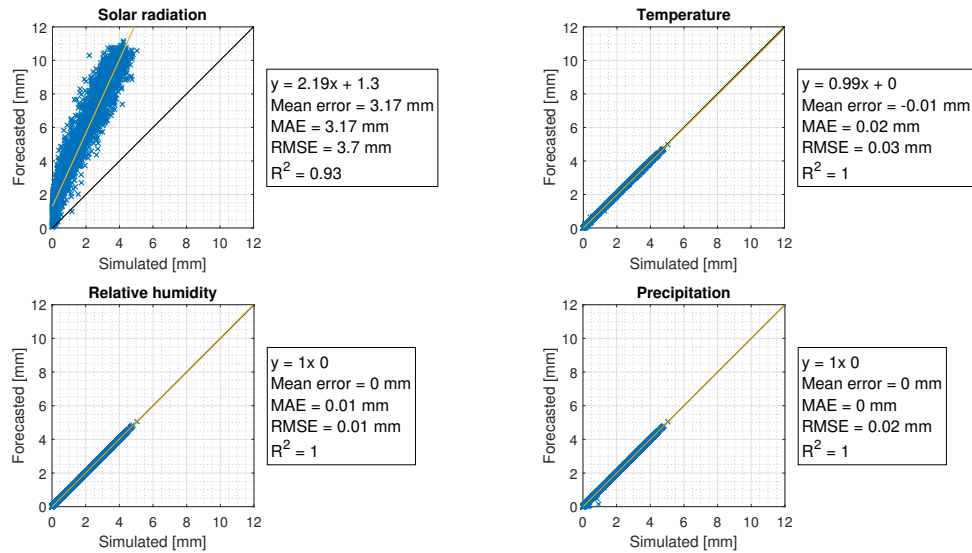 Solar radiation
12
10
8
6
4
2
0
Forecasted [mm]
0 2 4 6 8 10 12
Simulated [mm]
y = 2.19x + 1.3
Mean error = 3.17 mm
MAE = 3.17 mm
RMSE = 3.7 mm
R² = 0.93
Temperature
12
10
8
6
4
2
0
Forecasted [mm]
0 2 4 6 8 10 12
Simulated [mm]
y = 0.99x + 0
Mean error = -0.01 mm
MAE = 0.02 mm
RMSE = 0.03 mm
R² = 1
Relative humidity
12
10
8
6
4
2
0
Forecasted [mm]
0 2 4 6 8 10 12
Simulated [mm]
y = 1x 0
Mean error = 0 mm
MAE = 0.01 mm
RMSE = 0.01 mm
R² = 1
Precipitation
12
10
8
6
4
2
0
Forecasted [mm]
0 2 4 6 8 10 12
Simulated [mm]
y = 1x 0
Mean error = 0 mm
MAE = 0 mm
RMSE = 0.02 mm
R² = 1